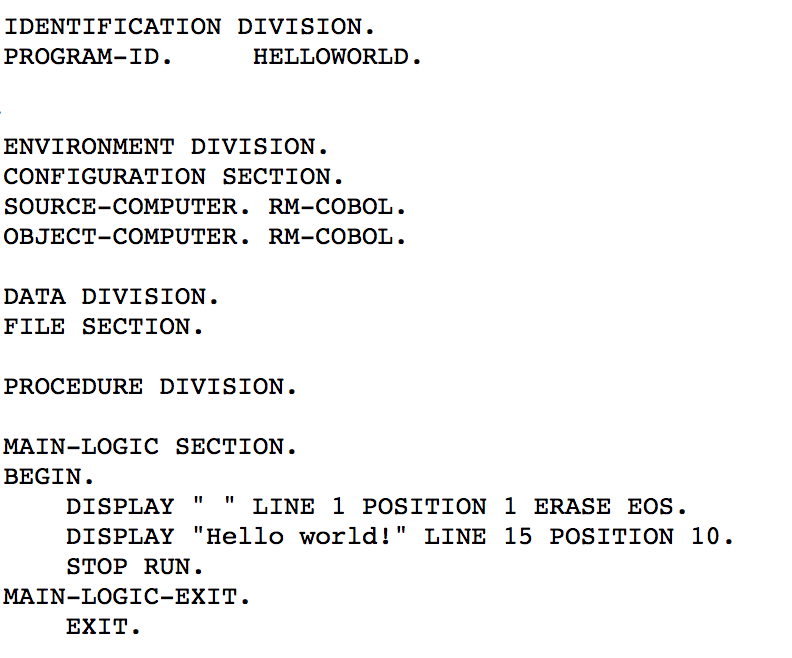 IDENTIFICATION DIVISION.
PROGRAM-ID.     HELLOWORLD.
ENVIRONMENT DIVISION.
CONFIGURATION SECTION.
SOURCE-COMPUTER. RM-COBOL.
OBJECT-COMPUTER. RM-COBOL.
DATA DIVISION.
FILE SECTION.
PROCEDURE DIVISION.
MAIN-LOGIC SECTION.
BEGIN.
    DISPLAY " " LINE 1 POSITION 1 ERASE EOS.
    DISPLAY "Hello world!" LINE 15 POSITION 10.
    STOP RUN.
MAIN-LOGIC-EXIT.
    EXIT.